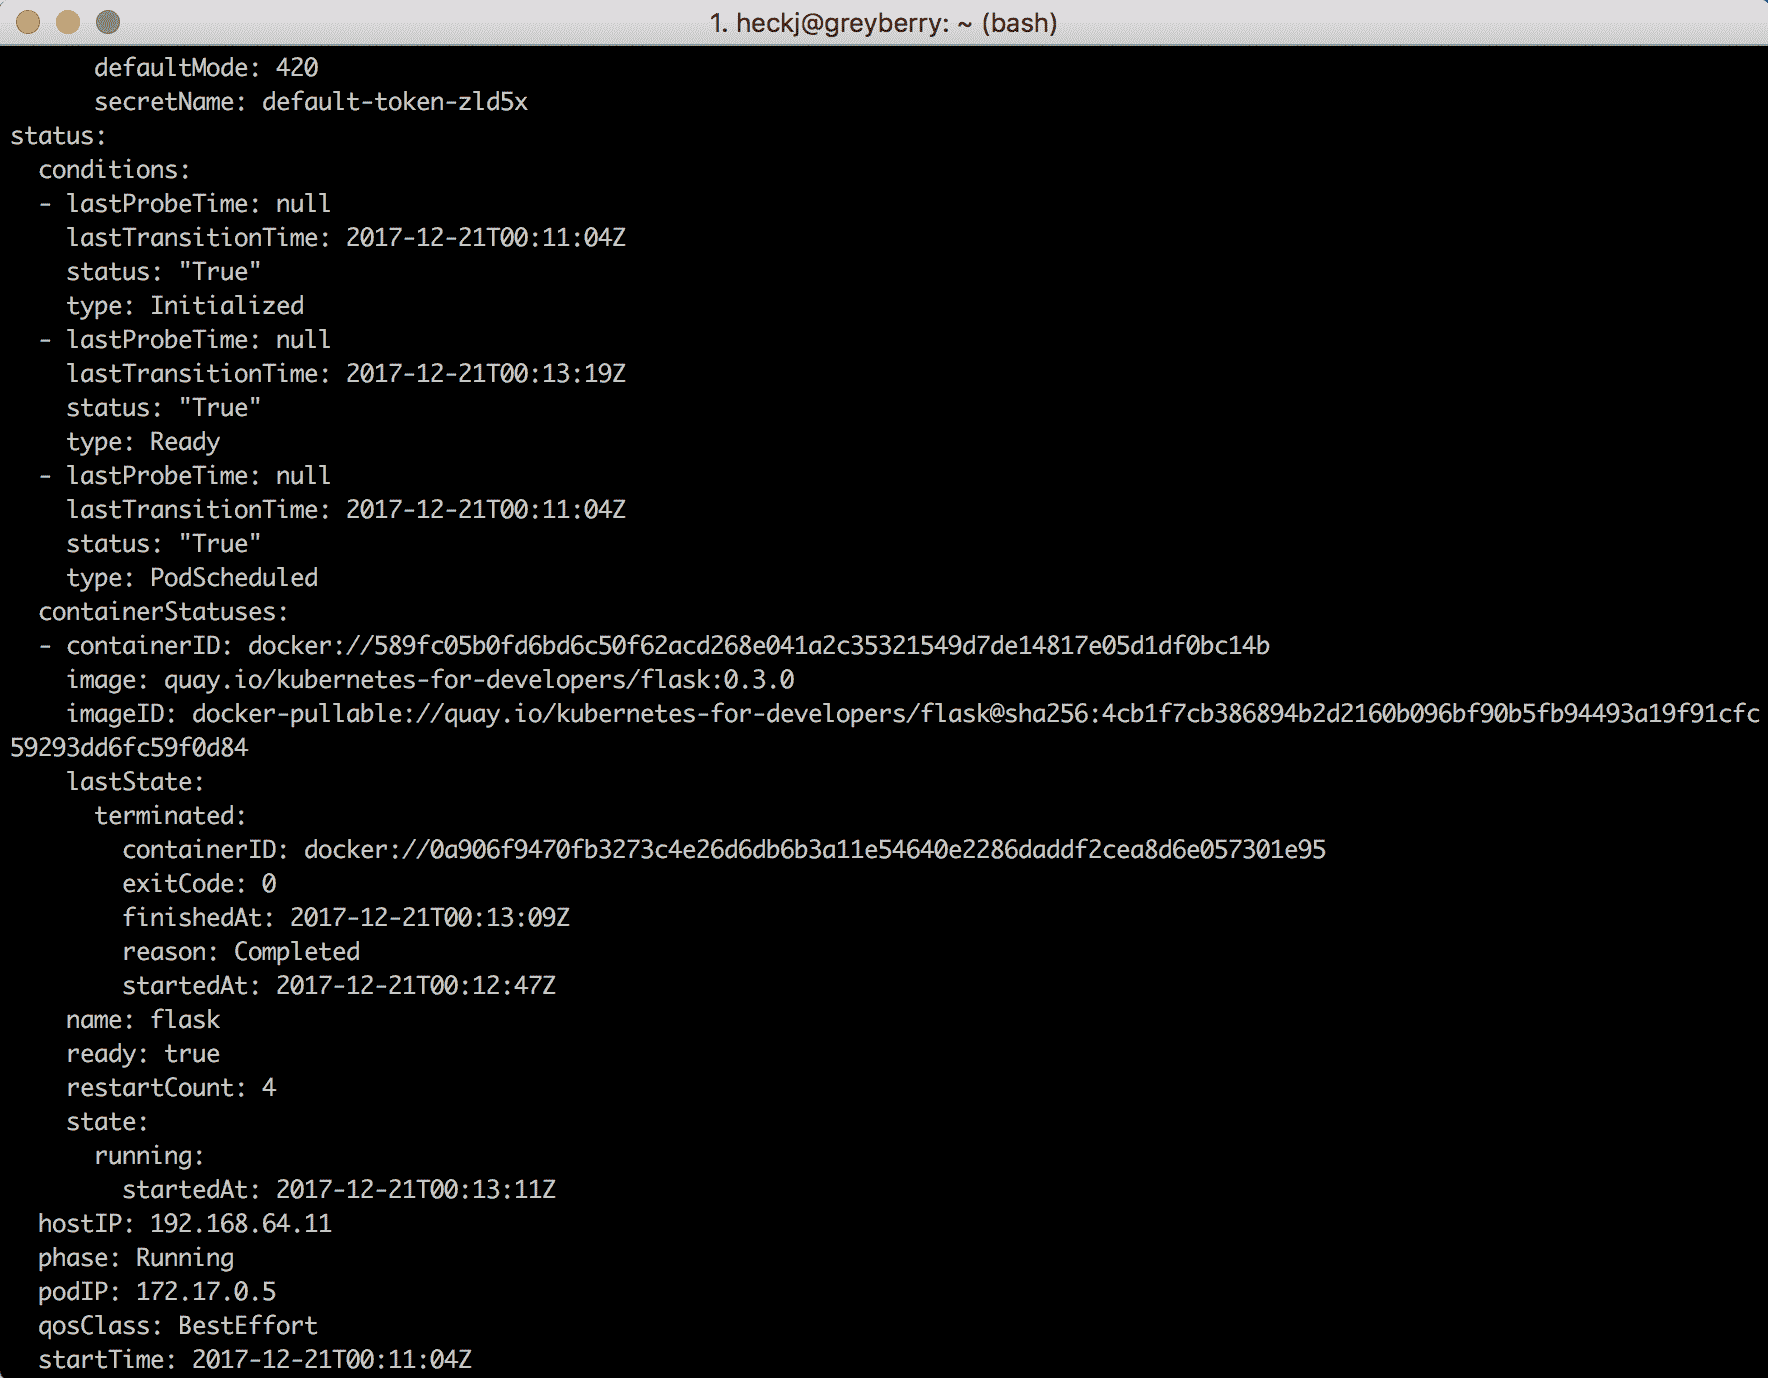 1. heckj@greyberry: ~ (bash)
      defaultMode: 420
      secretName: default-token-zld5x
status:
  conditions:
  - lastProbeTime: null
    lastTransitionTime: 2017-12-21T00:11:04Z
    status: "True"
    type: Initialized
  - lastProbeTime: null
    lastTransitionTime: 2017-12-21T00:13:19Z
    status: "True"
    type: Ready
  - lastProbeTime: null
    lastTransitionTime: 2017-12-21T00:11:04Z
    status: "True"
    type: PodScheduled
  containerStatuses:
  - containerID: docker://589fc05b0fd6bd6c50f62acd268e041a2c35321549d7de14817e05d1df0bc14b
    image: quay.io/kubernetes-for-developers/flask:0.3.0
    imageID: docker-pullable://quay.io/kubernetes-for-developers/flask@sha256:4cb1f7cb386894b2d2160b096bf90b5fb94493a19f91cfc
59293dd6fc59f0d84
    lastState:
      terminated:
        containerID: docker://0a906f9470fb3273c4e26d6db6b3a11e54640e2286daddf2cea8d6e057301e95
        exitCode: 0
        finishedAt: 2017-12-21T00:13:09Z
        reason: Completed
        startedAt: 2017-12-21T00:12:47Z
    name: flask
    ready: true
    restartCount: 4
    state:
      running:
        startedAt: 2017-12-21T00:13:11Z
  hostIP: 192.168.64.11
  phase: Running
  podIP: 172.17.0.5
  qosClass: BestEffort
  startTime: 2017-12-21T00:11:04Z